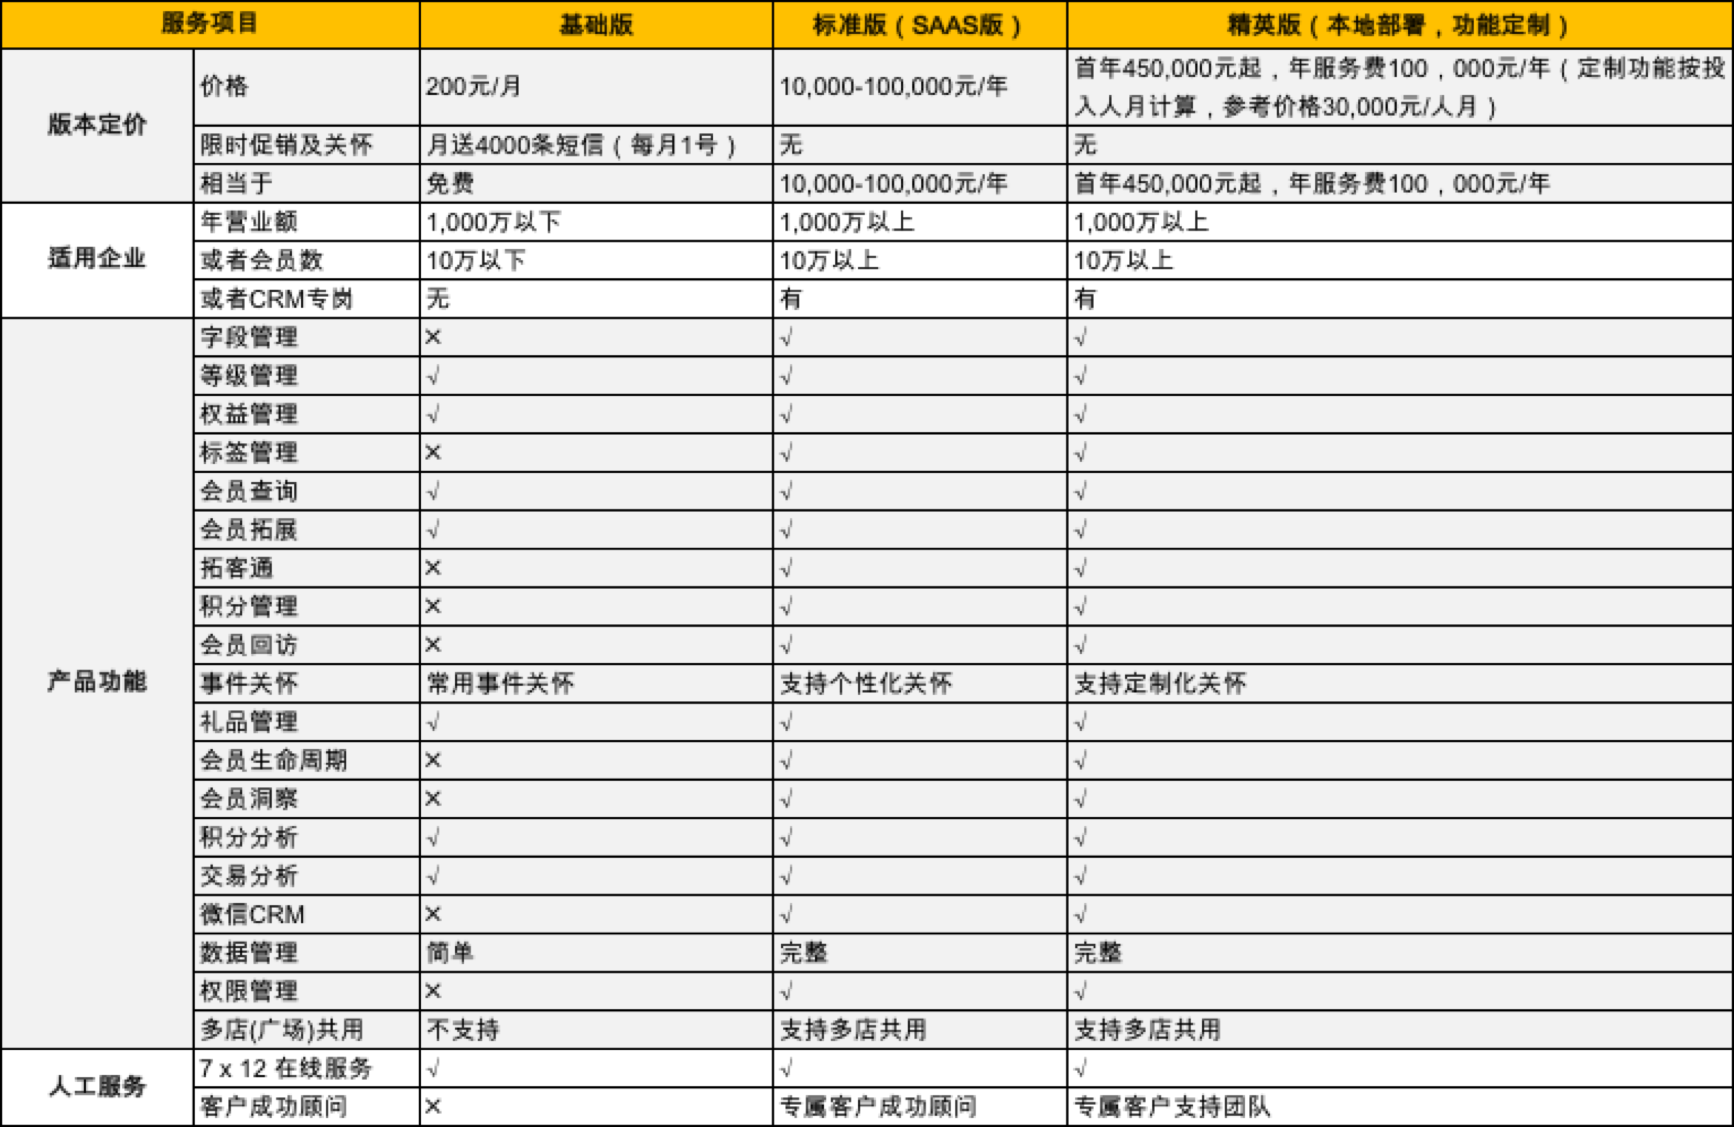 服务项目 基础版 标准版（SAAS版） 精英版（本地部署，功能定制）
版本定价 价格 200元/月 10,000-100,000元/年 首年450,000元起，年服务费100，000元/年（定制功能按投
入人月计算，参考价格30,000元/人月）
限时促销及关怀 月送4000条短信（每月1号） 无 无
相当于 免费 10,000-100,000元/年 首年450,000元起，年服务费100，000元/年
适用企业 年营业额 1,000万以下 1,000万以上 1,000万以上
或者会员数 10万以下 10万以上 10万以上
或者CRM专岗 无 有 有
产品功能 字段管理 × √ √
等级管理 √ √ √
权益管理 √ √ √
标签管理 × √ √
会员查询 √ √ √
会员拓展 √ √ √
拓客通 × √ √
积分管理 × √ √
会员回访 × √ √
事件关怀 常用事件关怀 支持个性化关怀 支持定制化关怀
礼品管理 √ √ √
会员生命周期 × √ √
会员洞察 × √ √
积分分析 √ √ √
交易分析 √ √ √
微信CRM × √ √
数据管理 简单 完整 完整
权限管理 × √ √
多店(广场)共用 不支持 支持多店共用 支持多店共用
人工服务 7 x 12 在线服务 √ √ √
客户成功顾问 × 专属客户成功顾问 专属客户支持团队